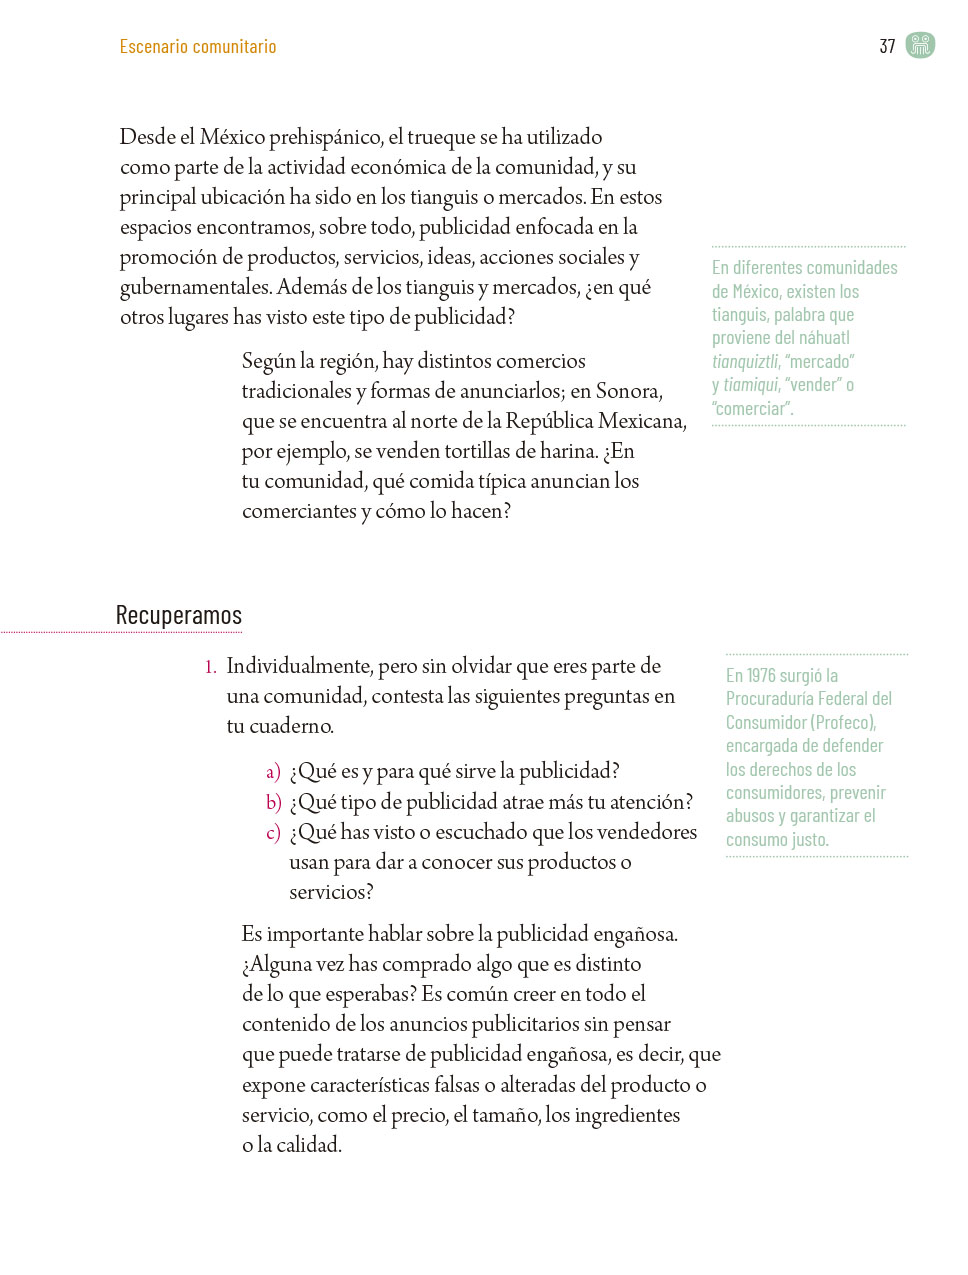 Escenario comunitario
37
Desde el México prehispánico, el trueque se ha utilizado
como parte de la actividad económica de la comunidad, y su
principal ubicación ha sido en los tianguis o mercados. En estos
espacios encontramos, sobre todo, publicidad enfocada en la
promoción de productos, servicios, ideas, acciones sociales y
gubernamentales. Además de los tianguis y mercados, ¿en qué
otros lugares has visto este tipo de publicidad?
En diferentes comunidades
de México, existen los
tianguis, palabra que
proviene del náhuatl
tianquiztli, “mercado”
y tiamiqui, “vender” o
“comerciar”.
Según la región, hay distintos comercios
tradicionales y formas de anunciarlos; en Sonora,
que se encuentra al norte de la República Mexicana,
por ejemplo, se venden tortillas de harina. ¿En
tu comunidad, qué comida típica anuncian los
comerciantes y cómo lo hacen?
Recuperamos
1. Individualmente, pero sin olvidar que eres parte de
una comunidad, contesta las siguientes preguntas en
tu cuaderno.
a) ¿Qué es y para qué sirve la publicidad?
b) ¿Qué tipo de publicidad atrae más tu atención?
c) ¿Qué has visto o escuchado que los vendedores
usan para dar a conocer sus productos o
servicios?
En 1976 surgió la
Procuraduría Federal del
Consumidor (Profeco),
encargada de defender
los derechos de los
consumidores, prevenir
abusos y garantizar el
consumo justo.
Es importante hablar sobre la publicidad engañosa.
¿Alguna vez has comprado algo que es distinto
de lo que esperabas? Es común creer en todo el
contenido de los anuncios publicitarios sin pensar
que puede tratarse de publicidad engañosa, es decir, que
expone características falsas o alteradas del producto o
servicio, como el precio, el tamaño, los ingredientes
o la calidad.